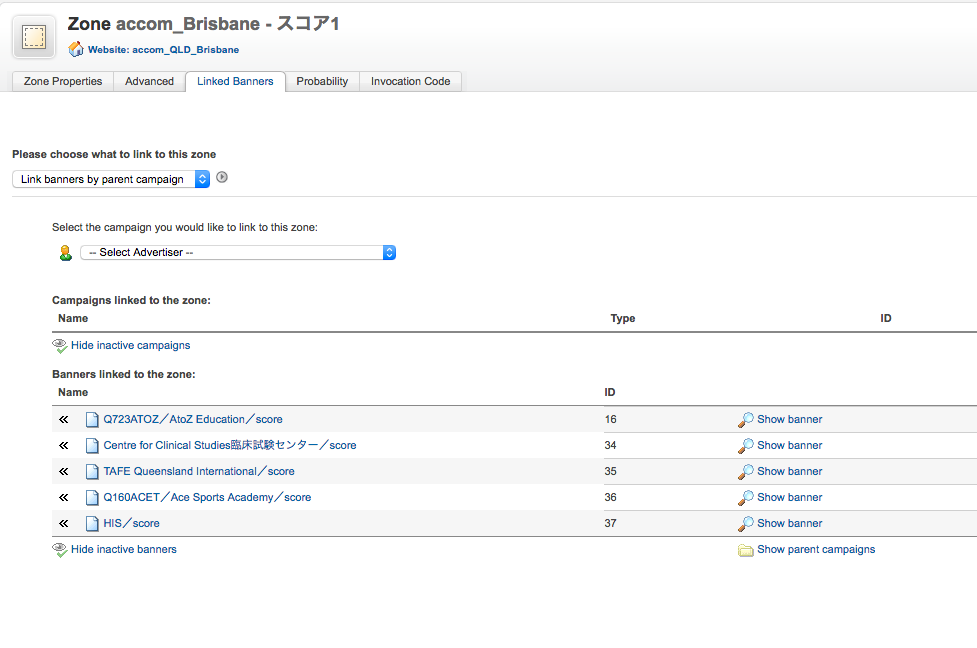 Zone accom_Brisbane - スコア1
Website: accom_QLD_Brisbane
Zone Properties Advanced Linked Banners Probability Invocation Code
Please choose what to link to this zone
Link banners by parent campaign
Select the campaign you would like to link to this zone:
-- Select Advertiser --
Campaigns linked to the zone:
Name Type ID
Hide inactive campaigns
Banners linked to the zone:
Name ID
Q723ATOZ／AtoZ Education／score 16 Show banner
Centre for Clinical Studies臨床試験センター／score 34 Show banner
TAFE Queensland International／score 35 Show banner
Q160ACET／Ace Sports Academy／score 36 Show banner
HIS／score 37 Show banner
Hide inactive banners Show parent campaigns